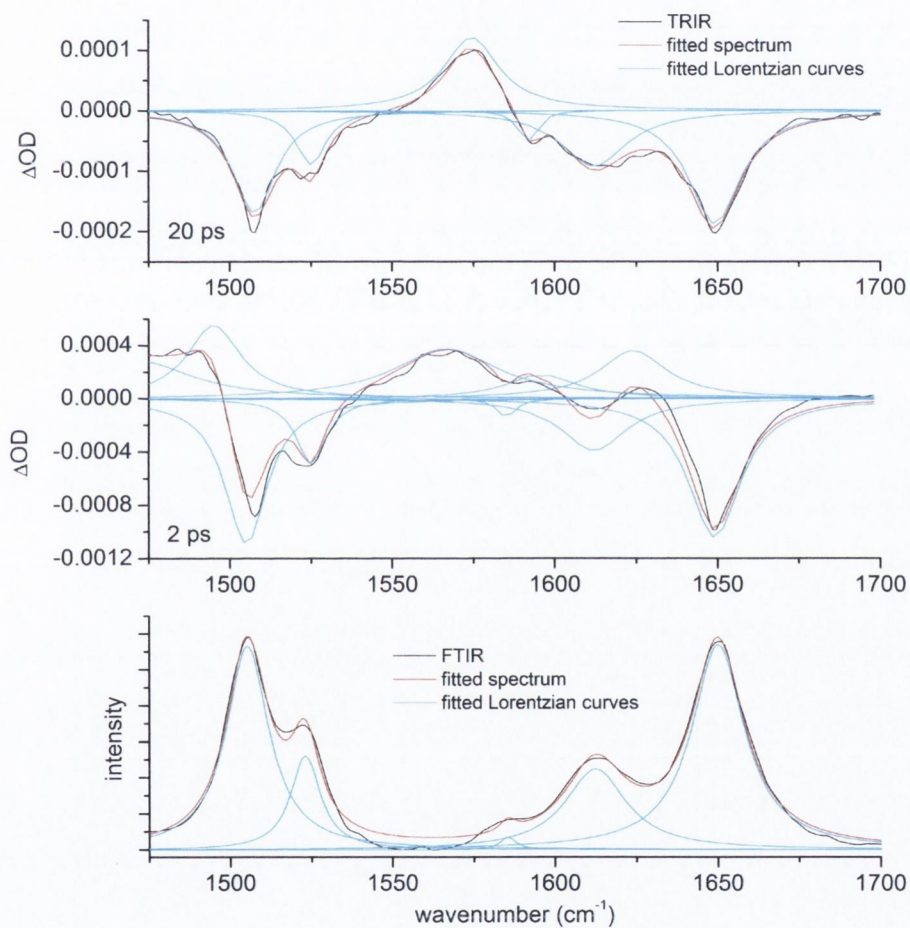 TRIR
fitted spectrum
fitted Lorentzian curves
0.0001
0.0000
-0.0001
-0.0002
ΔOD
20 ps
1500 1550 1600 1650 1700
0.0004
0.0000
-0.0004
-0.0008
-0.0012
ΔOD
2 ps
1500 1550 1600 1650 1700
FTIR
fitted spectrum
fitted Lorentzian curves
intensity
1500 1550 1600 1650 1700
wavenumber (cm⁻¹)